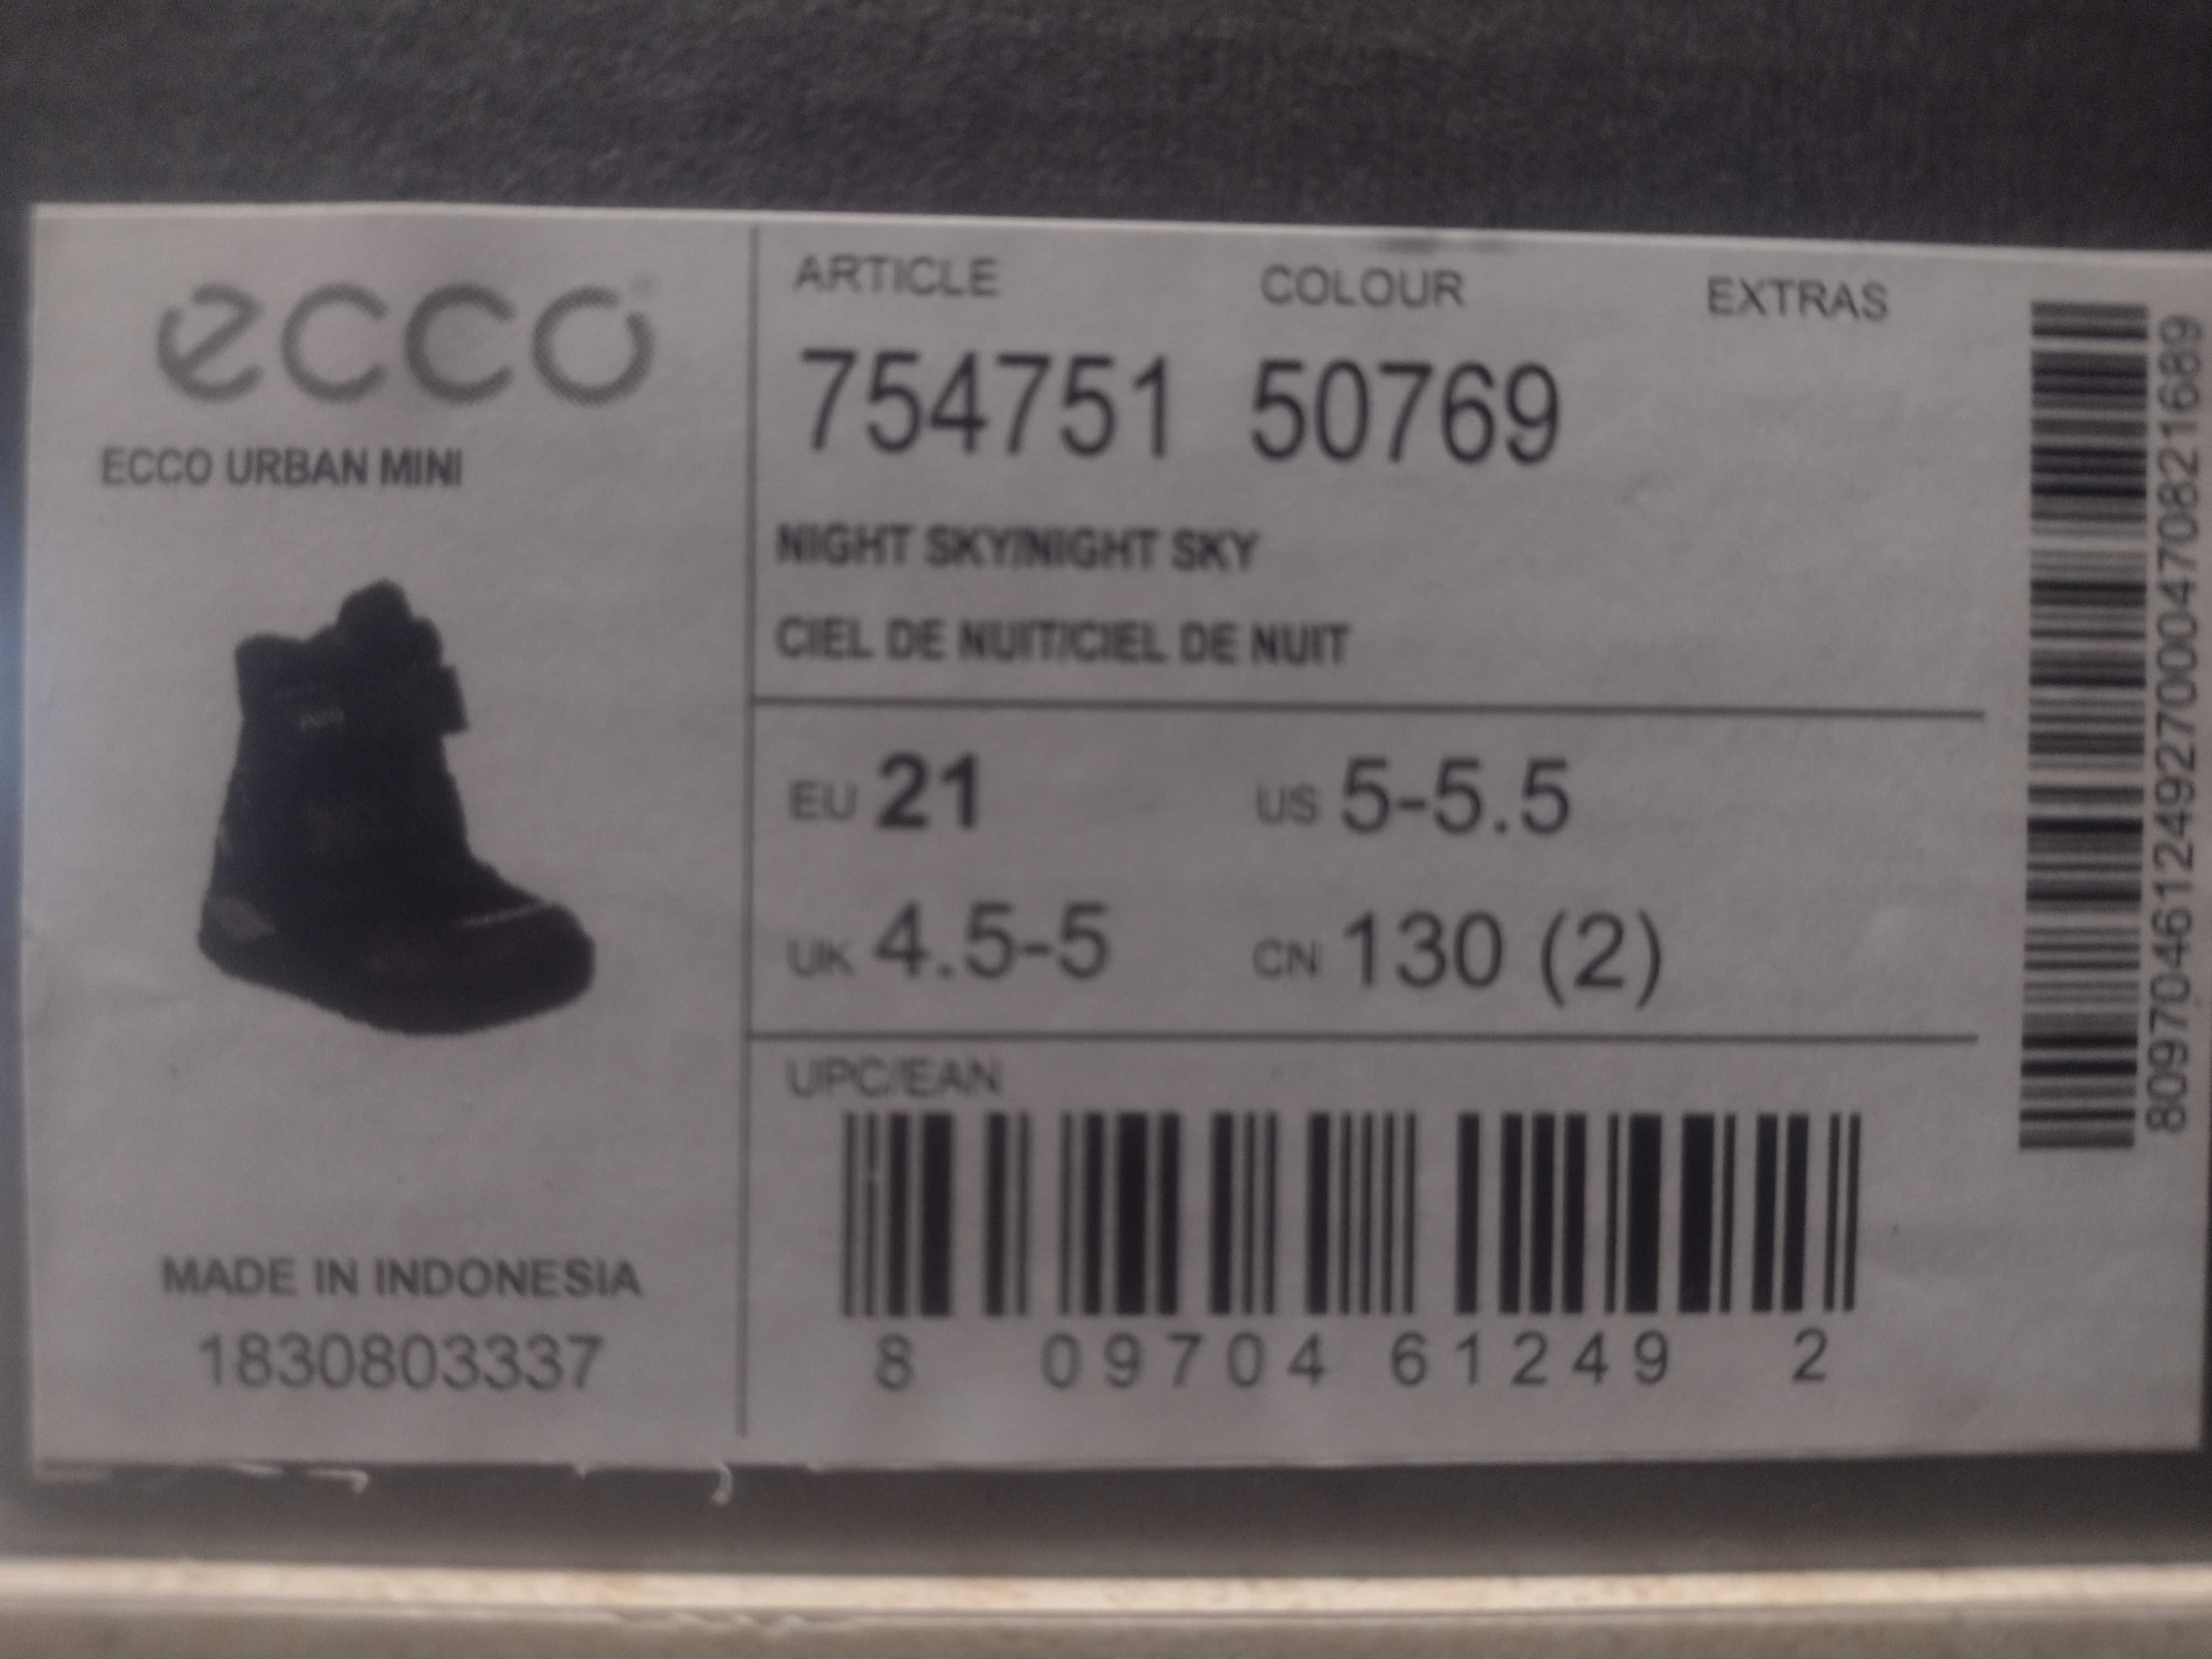 ecco
ECCO URBAN MINI
MADE IN INDONESIA
1830803337
ARTICLE COLOUR EXTRAS
754751 50769
NIGHT SKY/NIGHT SKY
CIEL DE NUIT/CIEL DE NUIT
EU 21 US 5-5.5
UK 4.5-5 CN 130 (2)
UPC/EAN
8 09704 61249 2
809704612492700047082168​9